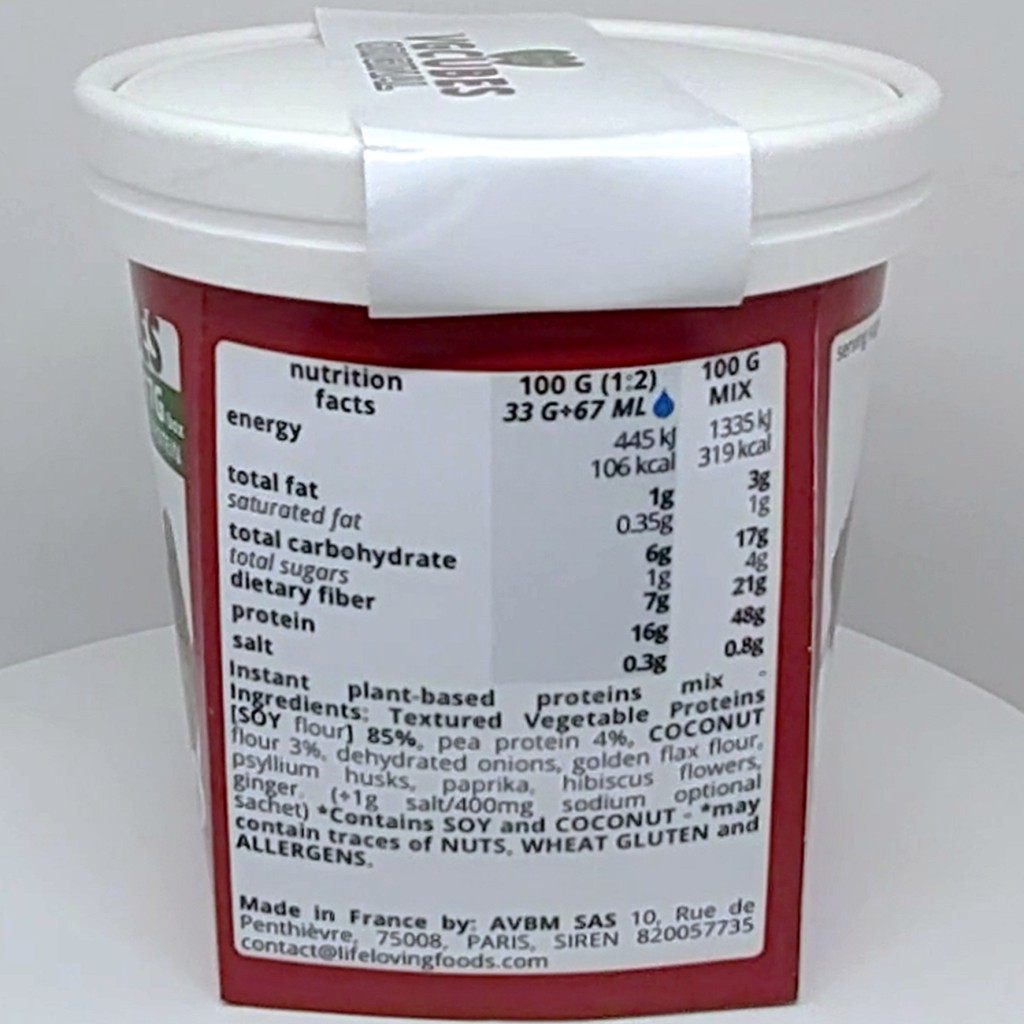 VGCUBES
ORIGINAL
ES
G box
nutrition facts
100 G (1:2)
33 G+67 ML
100 G
MIX
energy 445 kJ 1335 kJ
106 kcal 319 kcal
total fat 1g 3g
saturated fat 0.35g 1g
total carbohydrate 6g 17g
total sugars 1g 4g
dietary fiber 7g 21g
protein 16g 48g
salt 0.3g 0.8g
Instant plant-based proteins mix -
Ingredients: Textured Vegetable Proteins
[SOY flour] 85%, pea protein 4%, COCONUT
flour 3%, dehydrated onions, golden flax flour,
psyllium husks, paprika, hibiscus flowers,
ginger. (+1g salt/400mg sodium optional
sachet) *Contains SOY and COCONUT - *may
contain traces of NUTS, WHEAT GLUTEN and
ALLERGENS.
Made in France by: AVBM SAS 10, Rue de
Penthièvre, 75008, PARIS, SIREN 820057735
contact@lifelovingfoods.com